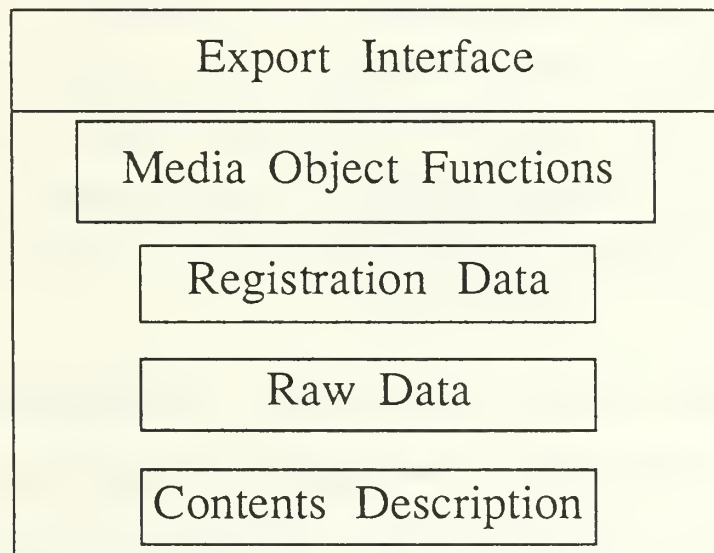 Export Interface
Media Object Functions
Registration Data
Raw Data
Contents Description